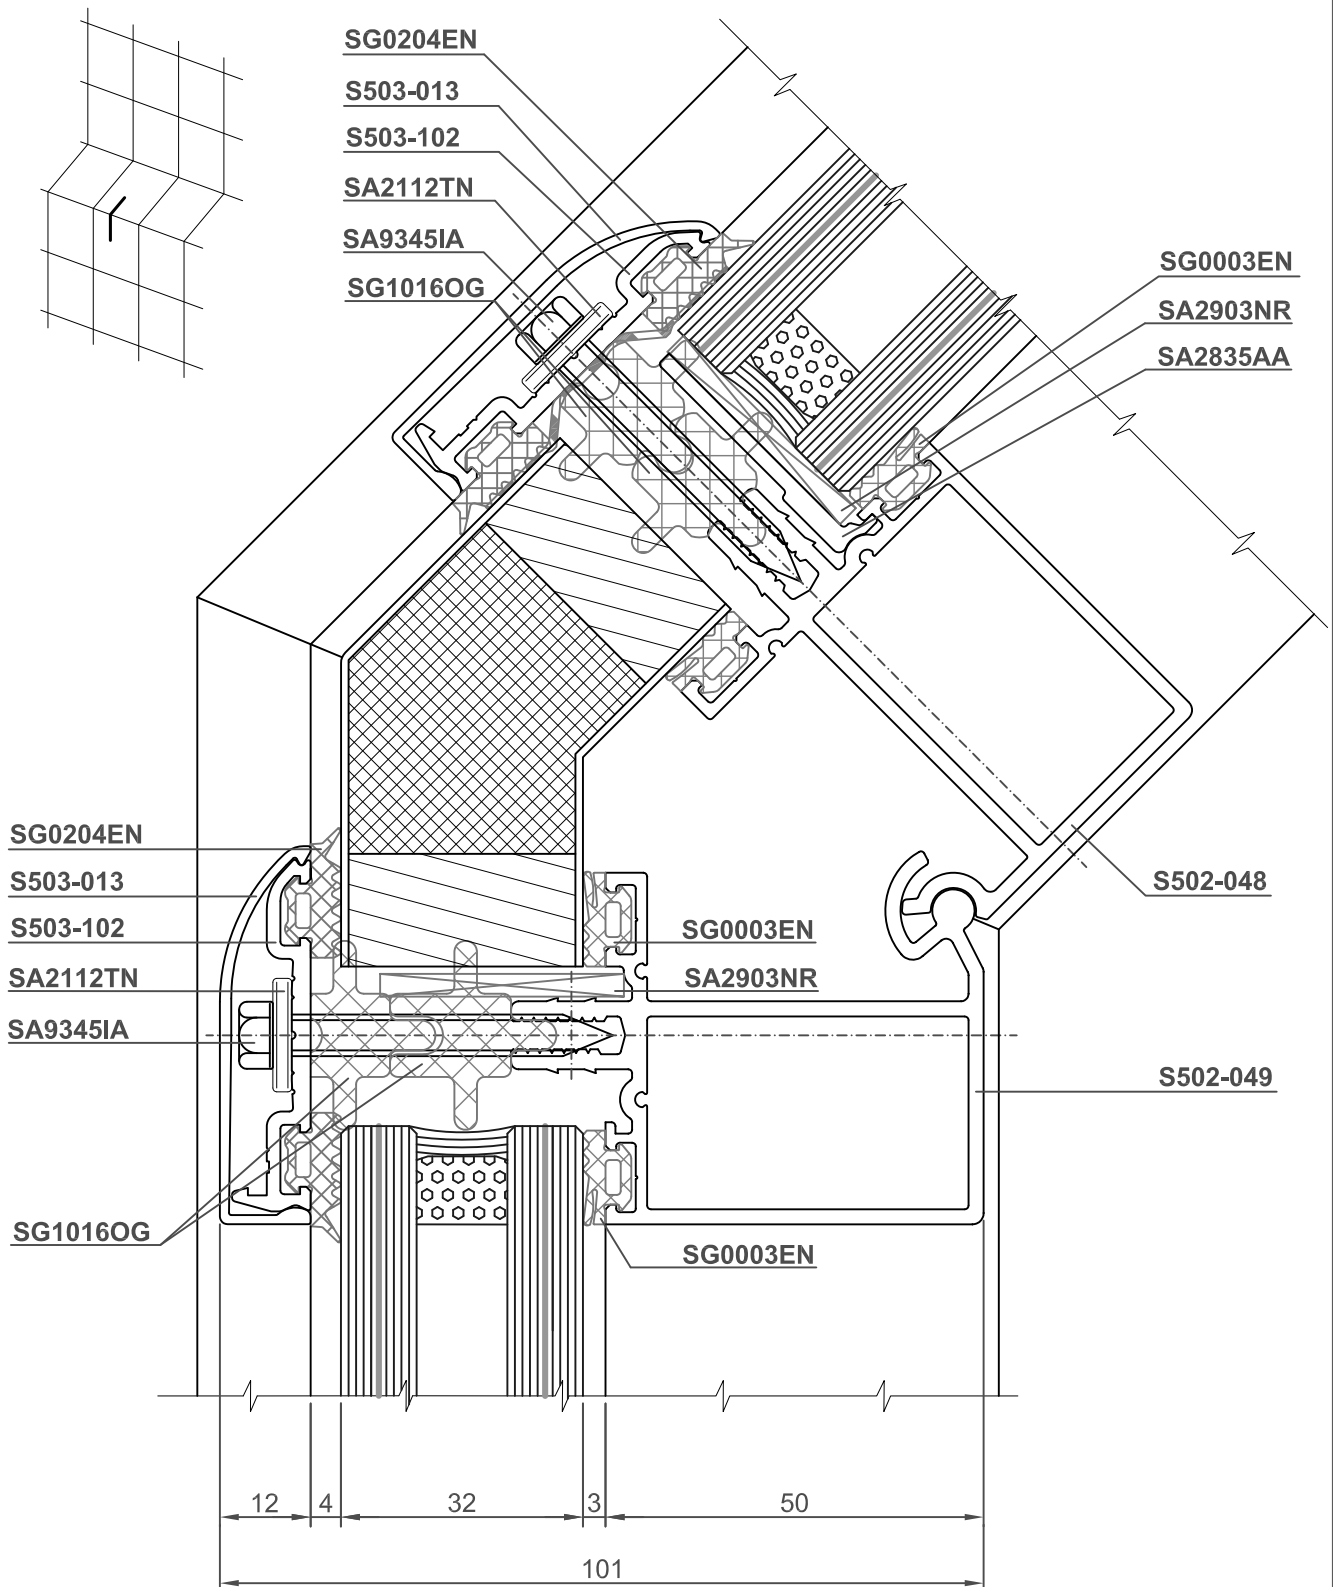 SG0204EN
S503-013
S503-102
SA2112TN
SA9345IA
SG1016OG
SG0003EN
SA2903NR
SA2835AA
S502-048
SG0204EN
S503-013
S503-102
SA2112TN
SA9345IA
SG0003EN
SA2903NR
S502-049
SG1016OG
SG0003EN
12 4 32 3 50
101